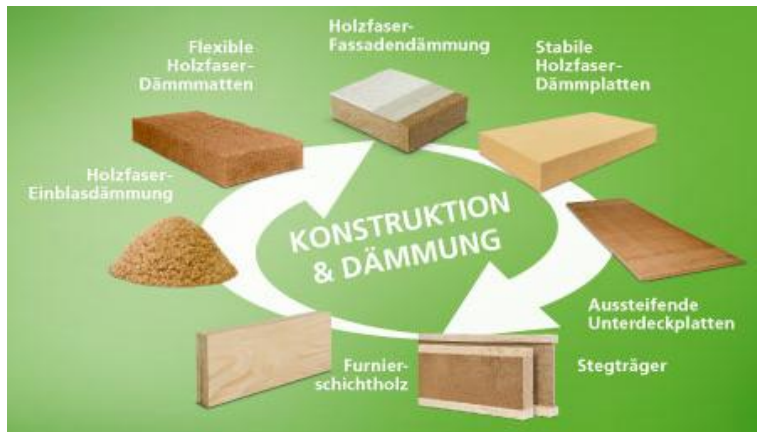 Holzfaser-
Fassadendämmung
Flexible
Holzfaser-
Dämmmatten
Stabile
Holzfaser-
Dämmplatten
Holzfaser-
Einblasdämmung
KONSTRUKTION
& DÄMMUNG
Aussteifende
Unterdeckplatten
Furnier-
schichtholz
Stegträger